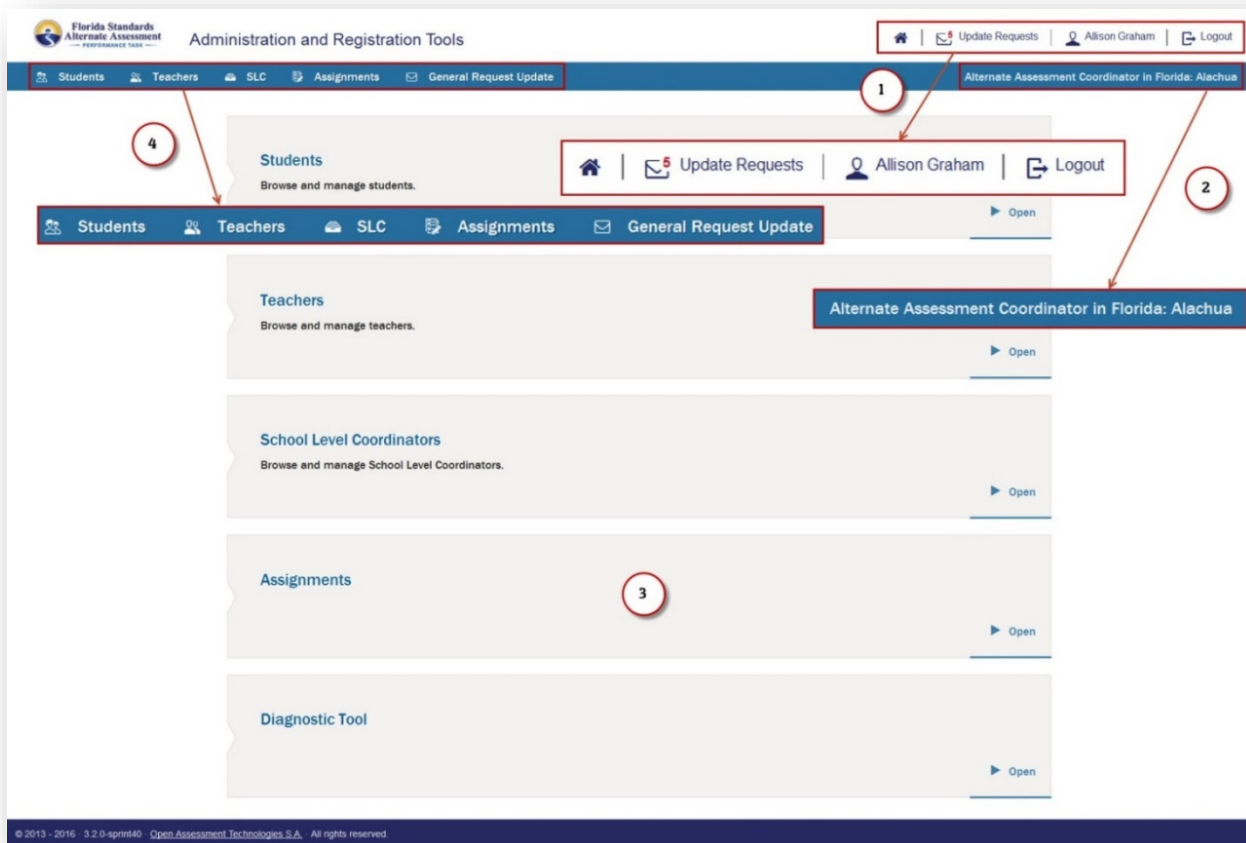 Florida Standards
Alternate Assessment
PERFORMANCE TASK
Administration and Registration Tools
5 Update Requests | Allison Graham | Logout
Students Teachers SLC Assignments General Request Update
Alternate Assessment Coordinator in Florida: Alachua
1
4
Students
Browse and manage students.
Open
5 Update Requests | Allison Graham | Logout
2
Students Teachers SLC Assignments General Request Update
Teachers
Browse and manage teachers.
Open
Alternate Assessment Coordinator in Florida: Alachua
School Level Coordinators
Browse and manage School Level Coordinators.
Open
Assignments
3
Open
Diagnostic Tool
Open
© 2013 - 2016 · 3.2.0-sprint40 · Open Assessment Technologies S.A. · All rights reserved.